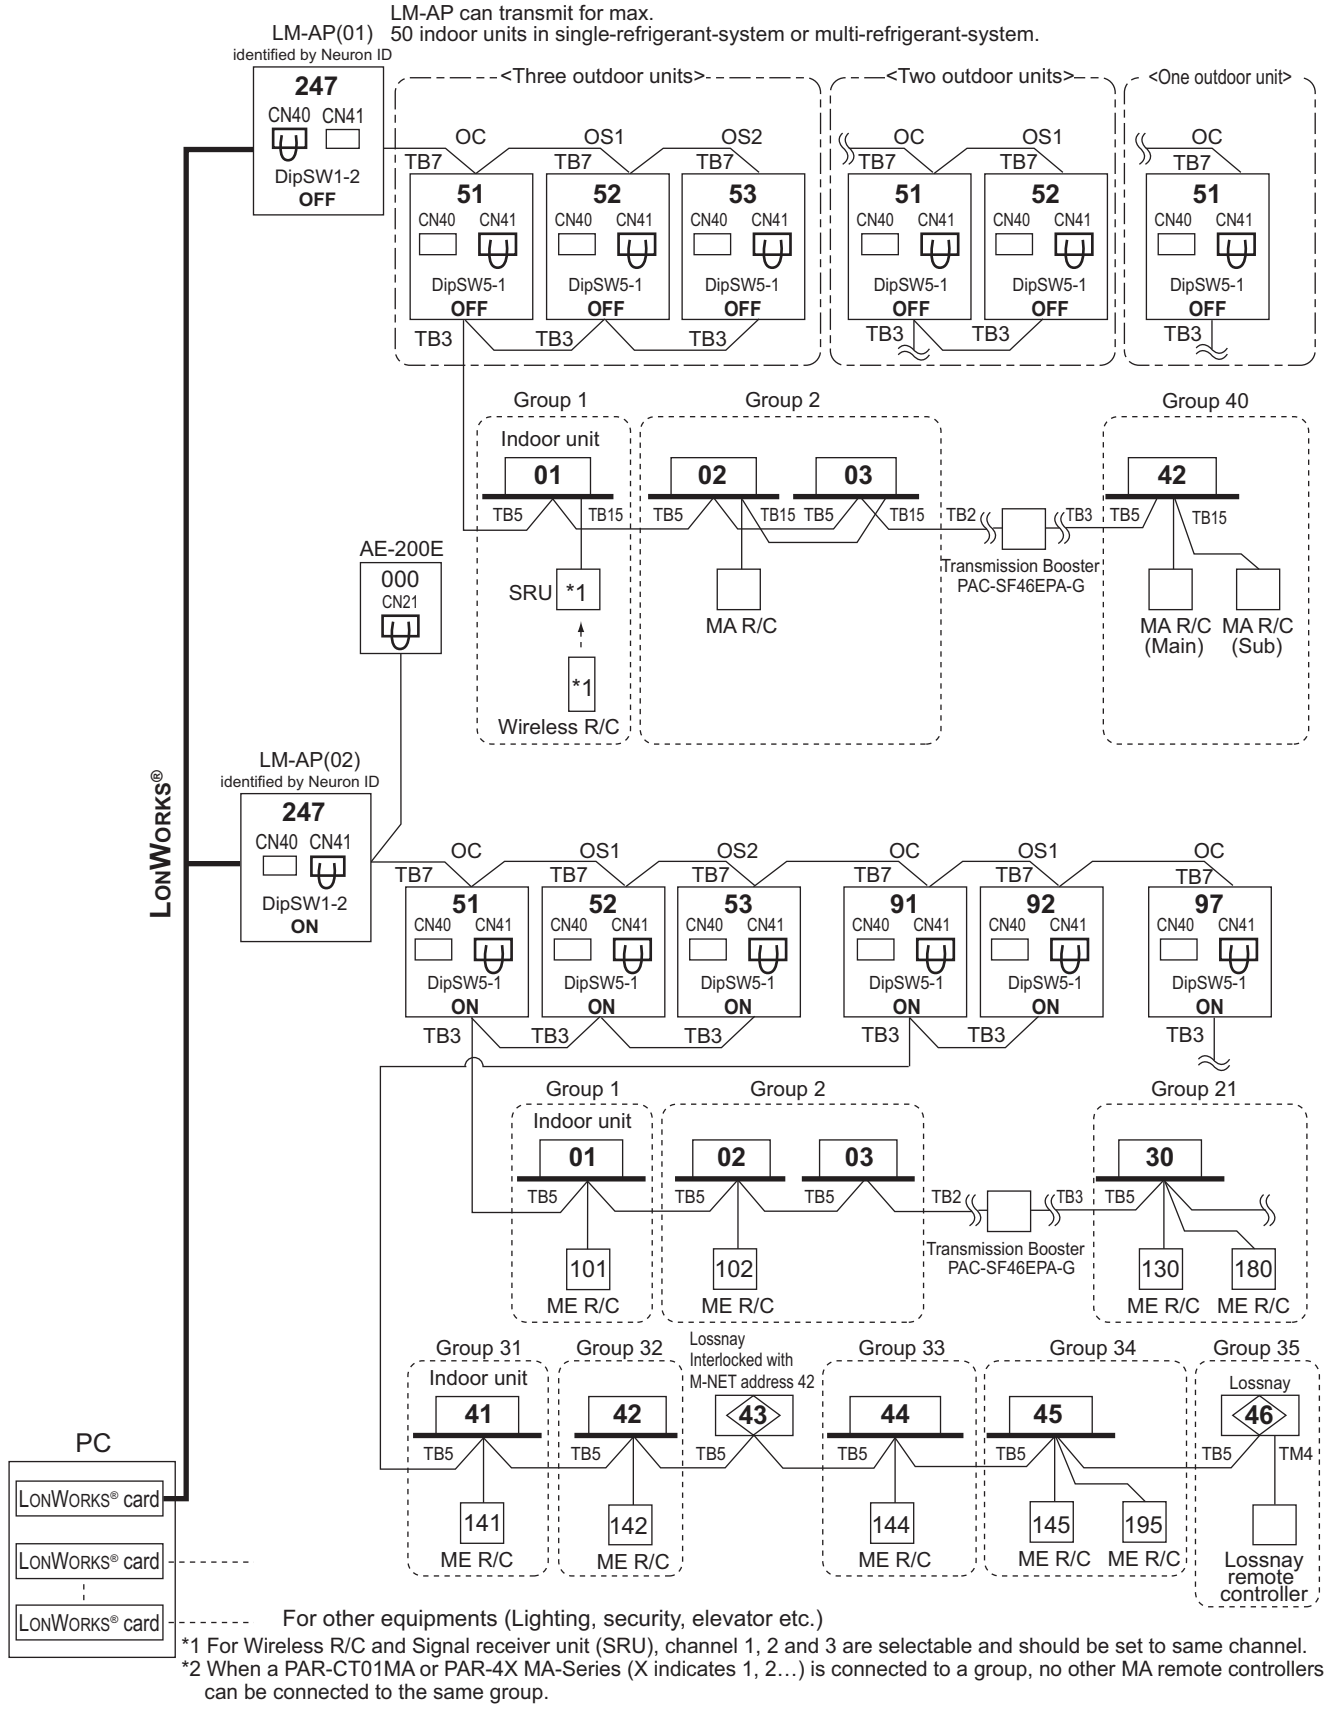 LM-AP can transmit for max.
LM-AP(01) 50 indoor units in single-refrigerant-system or multi-refrigerant-system.
identified by Neuron ID
247
CN40 CN41
DipSW1-2
OFF
<Three outdoor units> <Two outdoor units> <One outdoor unit>
OC OS1 OS2 OC OS1 OC
TB7 TB7 TB7 TB7 TB7 TB7
51 52 53 51 52 51
CN40 CN41 CN40 CN41 CN40 CN41 CN40 CN41 CN40 CN41 CN40 CN41
DipSW5-1 DipSW5-1 DipSW5-1 DipSW5-1 DipSW5-1 DipSW5-1
OFF OFF OFF OFF OFF OFF
TB3 TB3 TB3 TB3 TB3 TB3
Group 1 Group 2 Group 40
Indoor unit
01 02 03 42
TB5 TB15 TB5 TB15 TB5 TB15 TB2 TB3 TB5 TB15
Transmission Booster
PAC-SF46EPA-G
SRU *1
MA R/C MA R/C MA R/C
(Main) (Sub)
*1
Wireless R/C
AE-200E
000
CN21
LONWORKS®
LM-AP(02)
identified by Neuron ID
247
CN40 CN41
DipSW1-2
ON
OC OS1 OS2 OC OS1 OC
TB7 TB7 TB7 TB7 TB7 TB7
51 52 53 91 92 97
CN40 CN41 CN40 CN41 CN40 CN41 CN40 CN41 CN40 CN41 CN40 CN41
DipSW5-1 DipSW5-1 DipSW5-1 DipSW5-1 DipSW5-1 DipSW5-1
ON ON ON ON ON ON
TB3 TB3 TB3 TB3 TB3 TB3
Group 1 Group 2 Group 21
Indoor unit
01 02 03 30
TB5 TB5 TB5 TB2 TB3 TB5
Transmission Booster
PAC-SF46EPA-G
101 102 130 180
ME R/C ME R/C ME R/C ME R/C
Group 31 Group 32 Lossnay Group 33 Group 34 Group 35
Interlocked with
M-NET address 42
Indoor unit Lossnay
41 42 43 44 45 46
TB5 TB5 TB5 TB5 TB5 TB5 TM4
141 142 144 145 195
ME R/C ME R/C ME R/C ME R/C ME R/C
Lossnay
remote
controller
PC
LONWORKS® card
LONWORKS® card
LONWORKS® card
For other equipments (Lighting, security, elevator etc.)
*1 For Wireless R/C and Signal receiver unit (SRU), channel 1, 2 and 3 are selectable and should be set to same channel.
*2 When a PAR-CT01MA or PAR-4X MA-Series (X indicates 1, 2…) is connected to a group, no other MA remote controllers
can be connected to the same group.